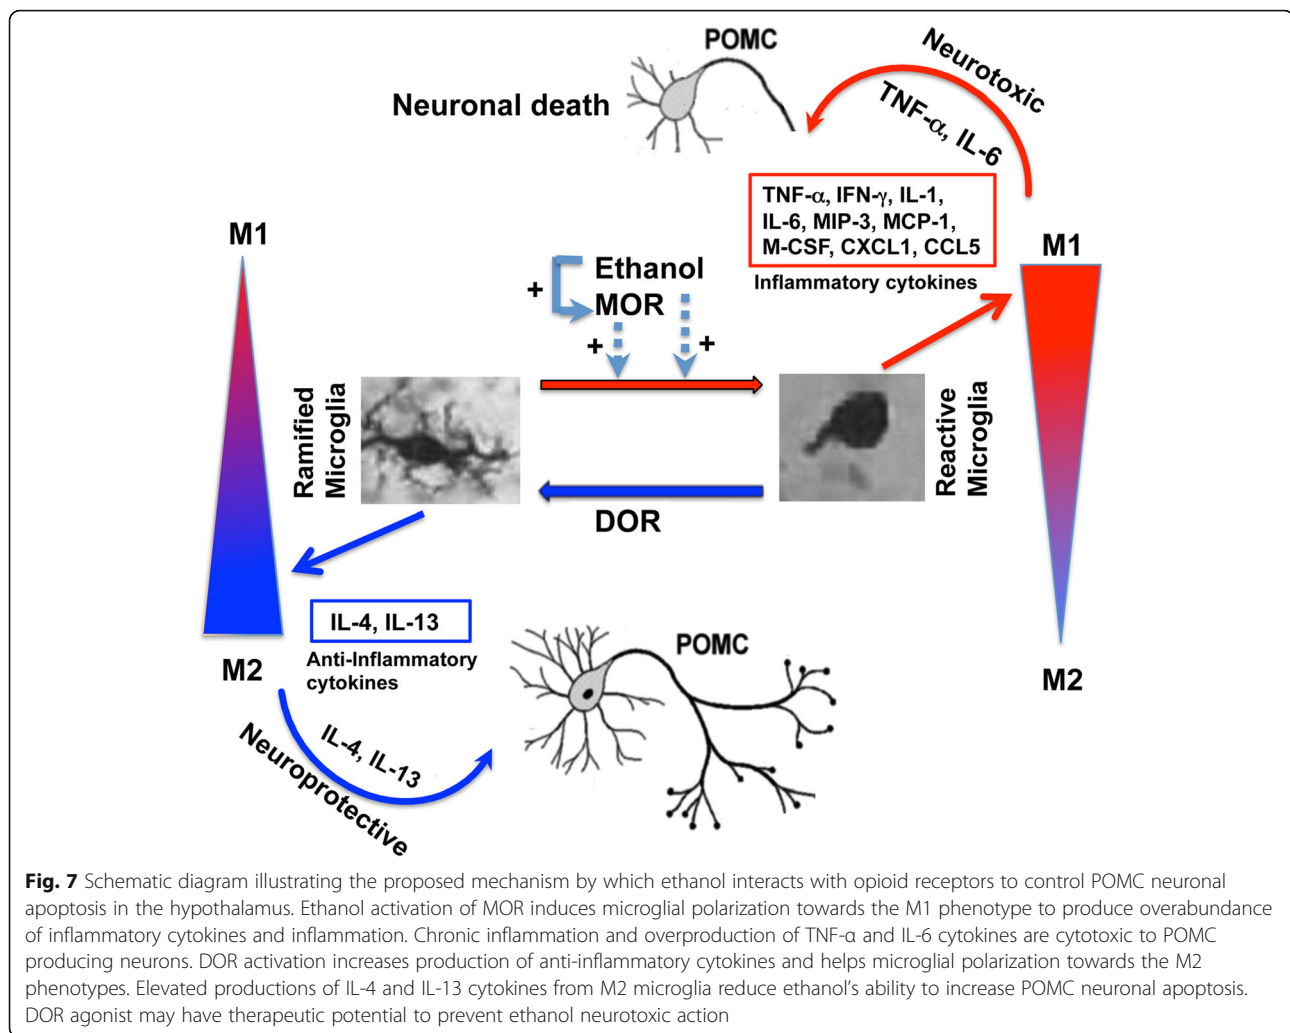 POMC
Neuronal death
Neurotoxic
TNF-α, IL-6
TNF-α, IFN-γ, IL-1,
IL-6, MIP-3, MCP-1,
M-CSF, CXCL1, CCL5
Inflammatory cytokines
M1
M1
Ethanol
+
MOR
+
+
Ramified
Microglia
Reactive
Microglia
DOR
IL-4, IL-13
Anti-Inflammatory
cytokines
M2
POMC
M2
IL-4, IL-13
Neuroprotective
Fig. 7 Schematic diagram illustrating the proposed mechanism by which ethanol interacts with opioid receptors to control POMC neuronal
apoptosis in the hypothalamus. Ethanol activation of MOR induces microglial polarization towards the M1 phenotype to produce overabundance
of inflammatory cytokines and inflammation. Chronic inflammation and overproduction of TNF-α and IL-6 cytokines are cytotoxic to POMC
producing neurons. DOR activation increases production of anti-inflammatory cytokines and helps microglial polarization towards the M2
phenotypes. Elevated productions of IL-4 and IL-13 cytokines from M2 microglia reduce ethanol's ability to increase POMC neuronal apoptosis.
DOR agonist may have therapeutic potential to prevent ethanol neurotoxic action